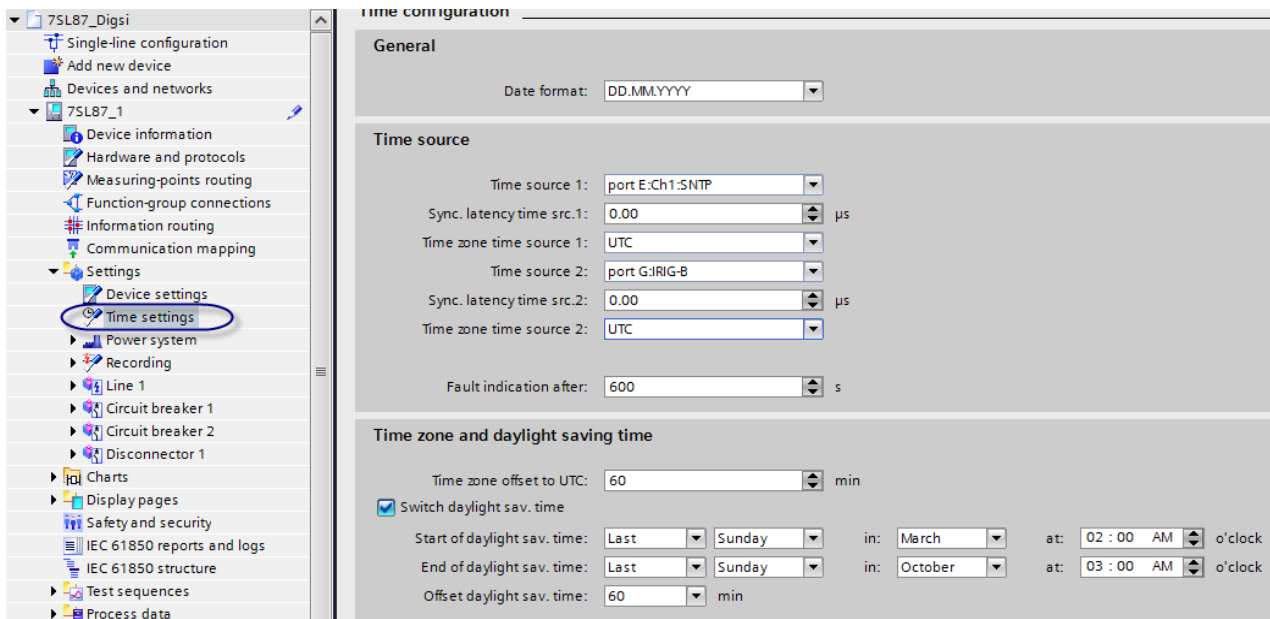 7SL87_Digsi
Single-line configuration
Add new device
Devices and networks
7SL87_1
Device information
Hardware and protocols
Measuring-points routing
Function-group connections
Information routing
Communication mapping
Settings
Device settings
Time settings
Power system
Recording
Line 1
Circuit breaker 1
Circuit breaker 2
Disconnector 1
Charts
Display pages
Safety and security
IEC 61850 reports and logs
IEC 61850 structure
Test sequences
Process data
Time configuration
General
Date format: DD.MM.YYYY
Time source
Time source 1: port E:Ch1:SNTP
Sync. latency time src.1: 0.00 µs
Time zone time source 1: UTC
Time source 2: port G:IRIG-B
Sync. latency time src.2: 0.00 µs
Time zone time source 2: UTC
Fault indication after: 600 s
Time zone and daylight saving time
Time zone offset to UTC: 60 min
Switch daylight sav. time
Start of daylight sav. time: Last Sunday in: March at: 02 : 00 AM o'clock
End of daylight sav. time: Last Sunday in: October at: 03 : 00 AM o'clock
Offset daylight sav. time: 60 min